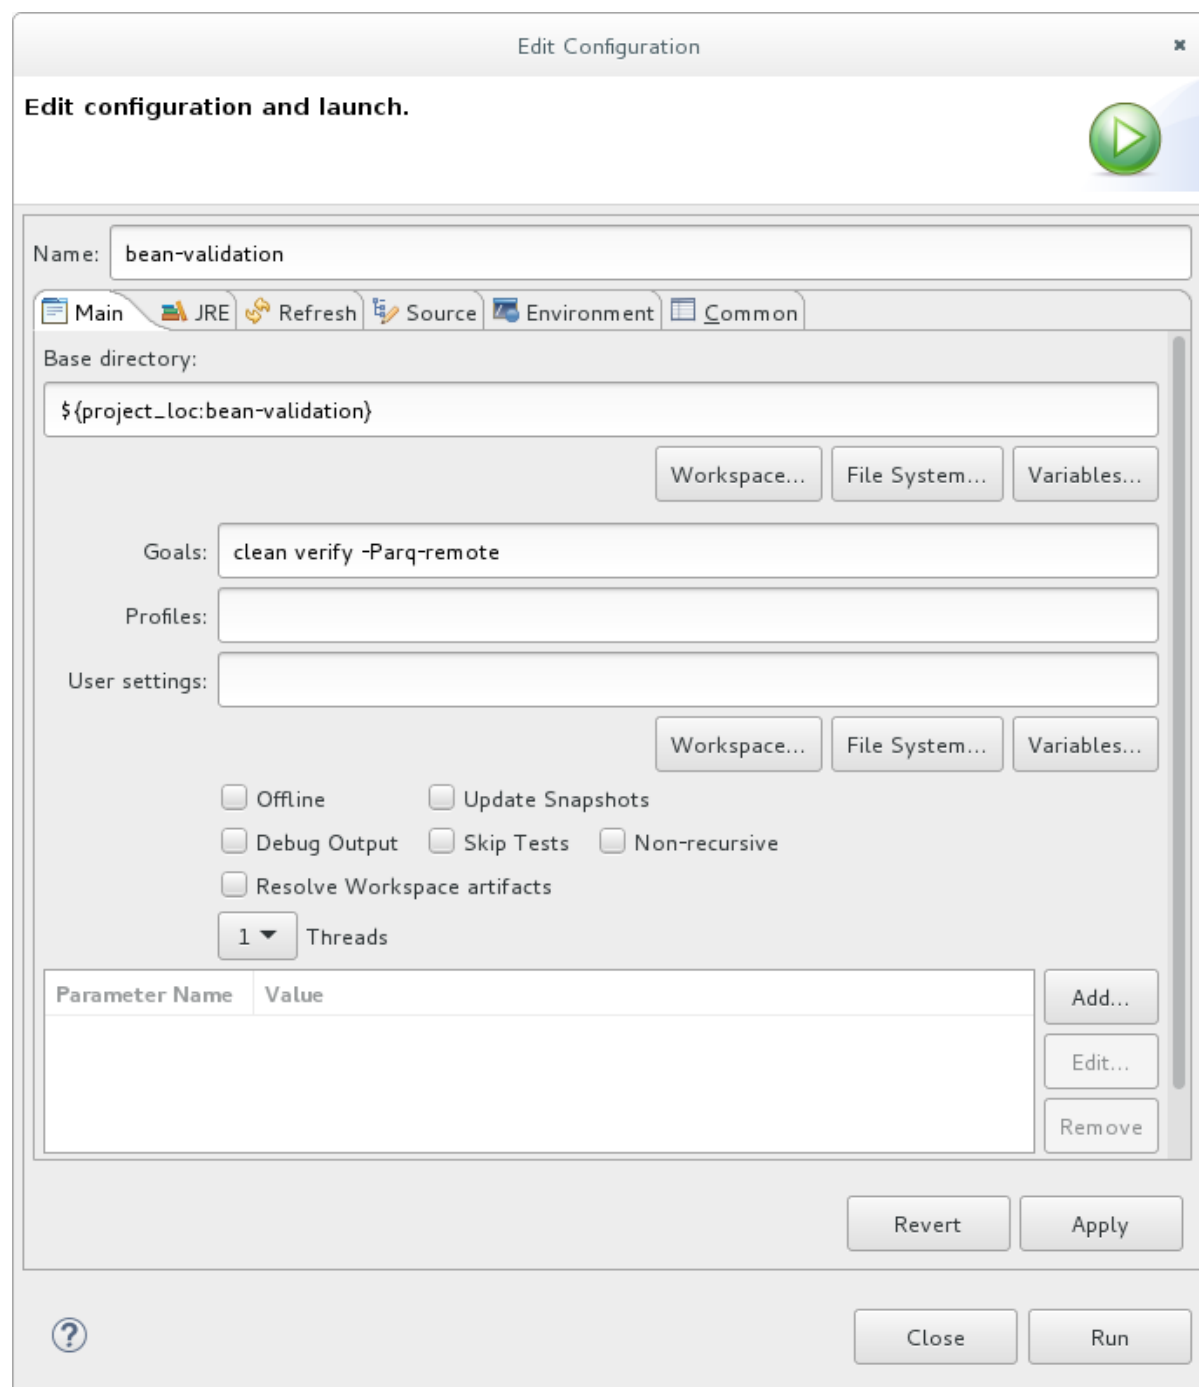 Edit Configuration
Edit configuration and launch.
Name: bean-validation
Main JRE Refresh Source Environment Common
Base directory:
${project_loc:bean-validation}
Workspace... File System... Variables...
Goals: clean verify -Parq-remote
Profiles:
User settings:
Workspace... File System... Variables...
Offline Update Snapshots
Debug Output Skip Tests Non-recursive
Resolve Workspace artifacts
1 Threads
Parameter Name Value Add...
Edit...
Remove
Revert Apply
? Close Run